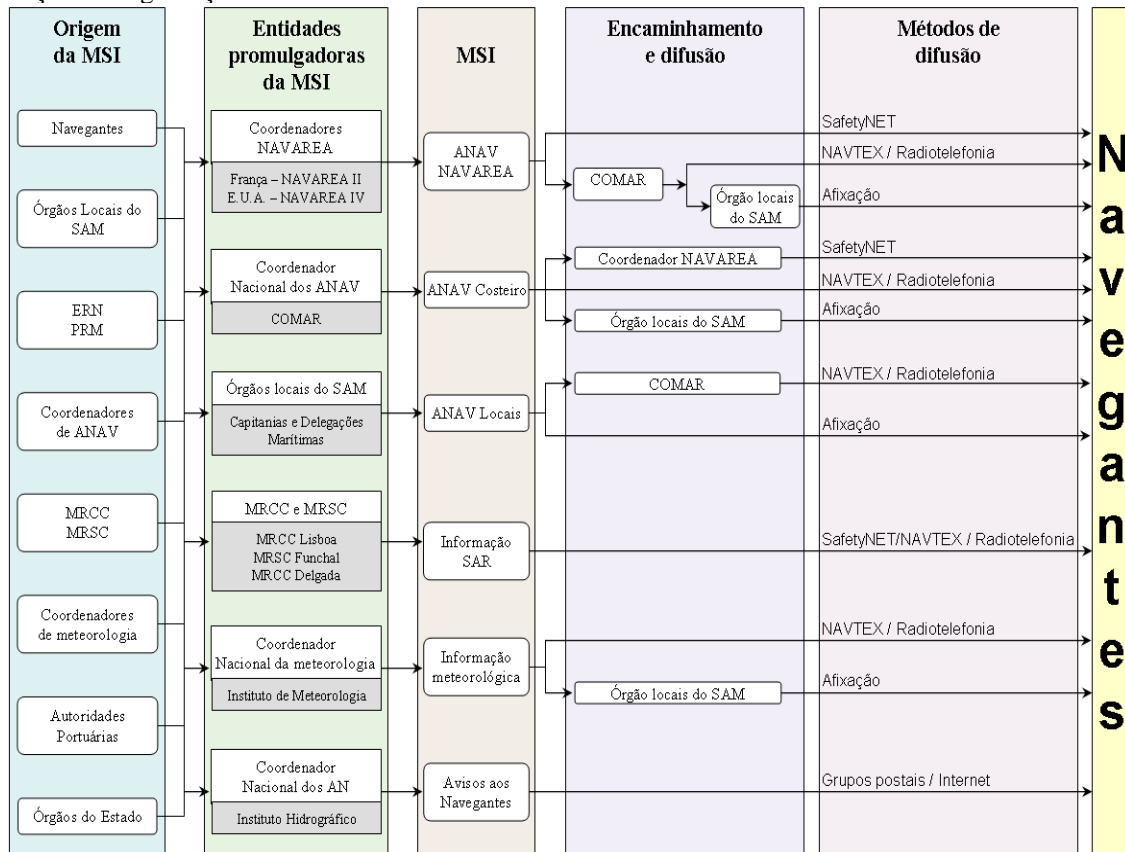 Origem
da MSI
Navegantes
Órgãos Locais do
SAM
ERN
PRM
Coordenadores
de ANAV
MRCC
MRSC
Coordenadores
de meteorologia
Autoridades
Portuárias
Órgãos do Estado
Entidades
promulgadoras
da MSI
Coordenadores
NAVAREA
França – NAVAREA II
E.U.A. – NAVAREA IV
Coordenador
Nacional dos ANAV
COMAR
Órgãos locais do SAM
Capitanias e Delegações
Marítimas
MRCC e MRSC
MRCC Lisboa
MRSC Funchal
MRCC Delgada
Coordenador
Nacional da meteorologia
Instituto de Meteorologia
Coordenador
Nacional dos AN
Instituto Hidrográfico
MSI
ANAV
NAVAREA
ANAV Costeiro
ANAV Locais
Informação
SAR
Informação
meteorológica
Avisos aos
Navegantes
Encaminhamento
e difusão
COMAR
Órgão locais
do SAM
Coordenador NAVAREA
Órgão locais do SAM
COMAR
Órgão locais do SAM
Métodos de
difusão
SafetyNET
NAVTEX / Radiotelefonia
Afixação
SafetyNET
NAVTEX / Radiotelefonia
Afixação
NAVTEX / Radiotelefonia
Afixação
SafetyNET/NAVTEX / Radiotelefonia
NAVTEX / Radiotelefonia
Afixação
Grupos postais / Internet
Navegantes